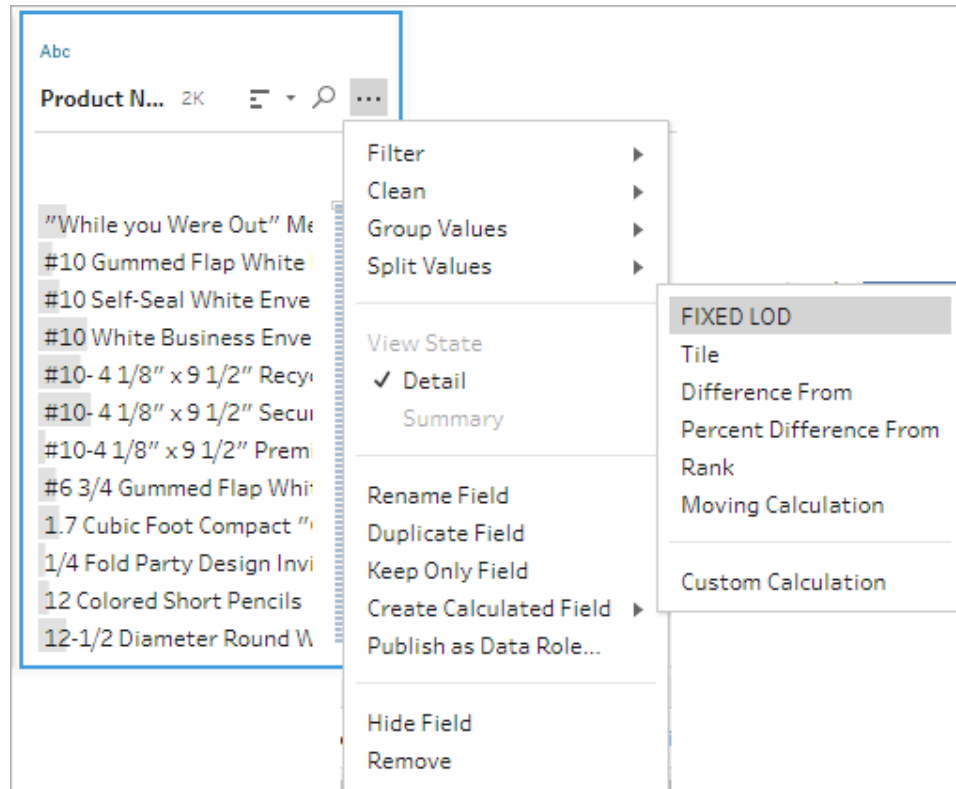 Abc
Product N... 2K
"While you Were Out" Me
#10 Gummed Flap White
#10 Self-Seal White Enve
#10 White Business Enve
#10- 4 1/8" x 9 1/2" Recy
#10- 4 1/8" x 9 1/2" Secur
#10-4 1/8" x 9 1/2" Premi
#6 3/4 Gummed Flap Whit
1.7 Cubic Foot Compact "
1/4 Fold Party Design Invi
12 Colored Short Pencils
12-1/2 Diameter Round W
Filter
Clean
Group Values
Split Values
View State
✓ Detail
Summary
Rename Field
Duplicate Field
Keep Only Field
Create Calculated Field
Publish as Data Role...
Hide Field
Remove
FIXED LOD
Tile
Difference From
Percent Difference From
Rank
Moving Calculation
Custom Calculation